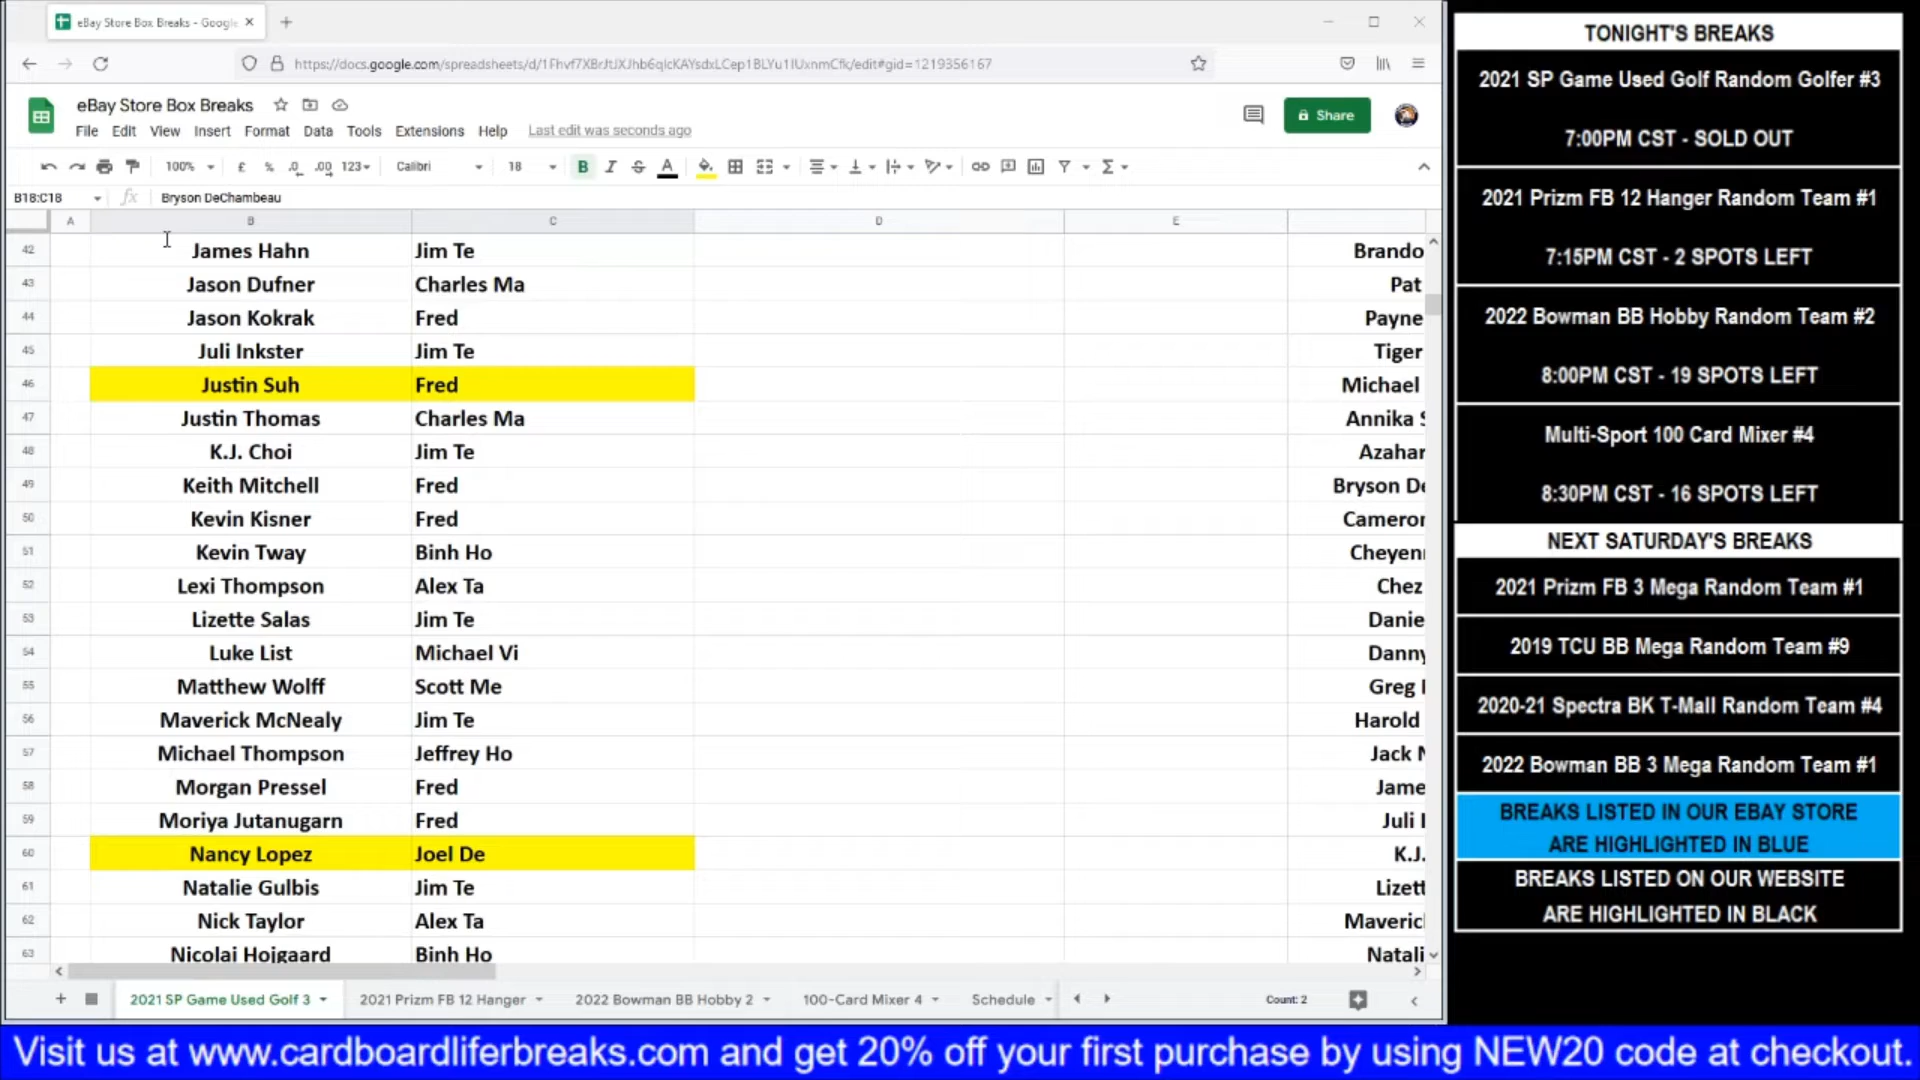 eBay Store Box Breaks - Google
https://docs.google.com/spreadsheets/d/
eBay Store Box Breaks
Share
File Edit View Insert Format Data Tools Extensions Help Last edit was seconds ago
100% £ % .0 .00 123 Calibri 18 B I S A
B18:C18 fx Bryson DeChambeau
A B C D E
42 James Hahn Jim Te Brando
43 Jason Dufner Charles Ma Pat
44 Jason Kokrak Fred Payne
45 Juli Inkster Jim Te Tiger
46 Justin Suh Fred Michael
47 Justin Thomas Charles Ma Annika S
48 K.J. Choi Jim Te Azahar
49 Keith Mitchell Fred Bryson De
50 Kevin Kisner Fred Cameron
51 Kevin Tway Binh Ho Cheyen
52 Lexi Thompson Alex Ta Chez
53 Lizette Salas Jim Te Danie
54 Luke List Michael Vi Danny
55 Matthew Wolff Scott Me Greg
56 Maverick McNealy Jim Te Harold
57 Michael Thompson Jeffrey Ho Jack
58 Morgan Pressel Fred Jame
59 Moriya Jutanugarn Fred Juli
60 Nancy Lopez Joel De K.J.
61 Natalie Gulbis Jim Te Lizett
62 Nick Taylor Alex Ta Maveric
63 Nicolai Hojgaard Binh Ho Natali
2021 SP Game Used Golf 3 2021 Prizm FB 12 Hanger 2022 Bowman BB Hobby 2 100-Card Mixer 4 Schedule Count: 2
TONIGHT'S BREAKS
2021 SP Game Used Golf Random Golfer #3
7:00PM CST - SOLD OUT
2021 Prizm FB 12 Hanger Random Team #1
7:15PM CST - 2 SPOTS LEFT
2022 Bowman BB Hobby Random Team #2
8:00PM CST - 19 SPOTS LEFT
Multi-Sport 100 Card Mixer #4
8:30PM CST - 16 SPOTS LEFT
NEXT SATURDAY'S BREAKS
2021 Prizm FB 3 Mega Random Team #1
2019 TCU BB Mega Random Team #9
2020-21 Spectra BK T-Mall Random Team #4
2022 Bowman BB 3 Mega Random Team #1
BREAKS LISTED IN OUR EBAY STORE
ARE HIGHLIGHTED IN BLUE
BREAKS LISTED ON OUR WEBSITE
ARE HIGHLIGHTED IN BLACK
Visit us at www.cardboardliferbreaks.com and get 20% off your first purchase by using NEW20 code at checkout.